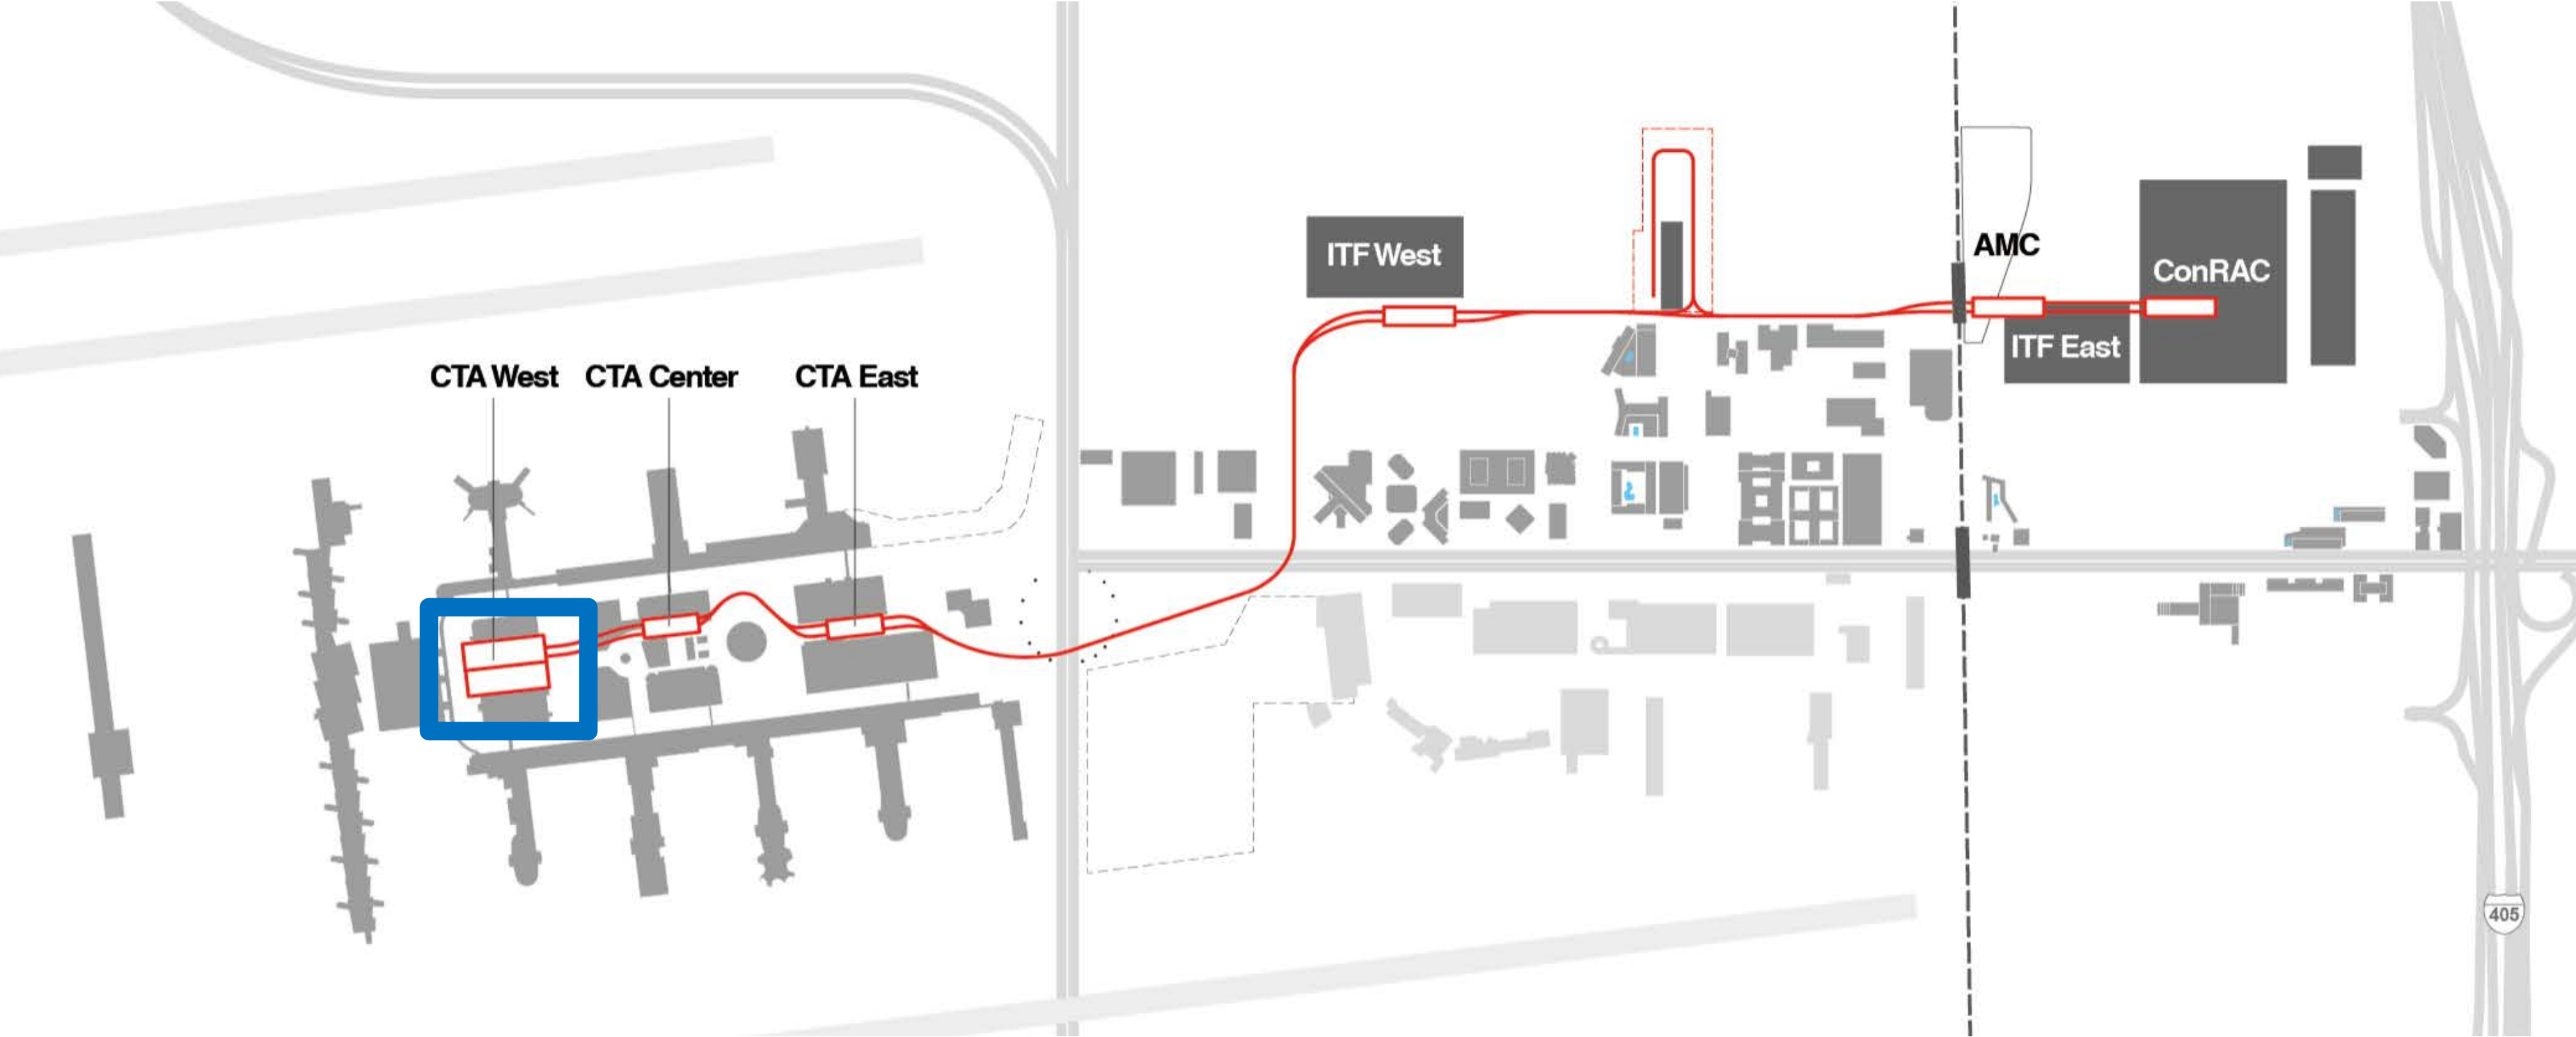 AMC
ITF West
ConRAC
ITF East
CTA West
CTA Center
CTA East
405